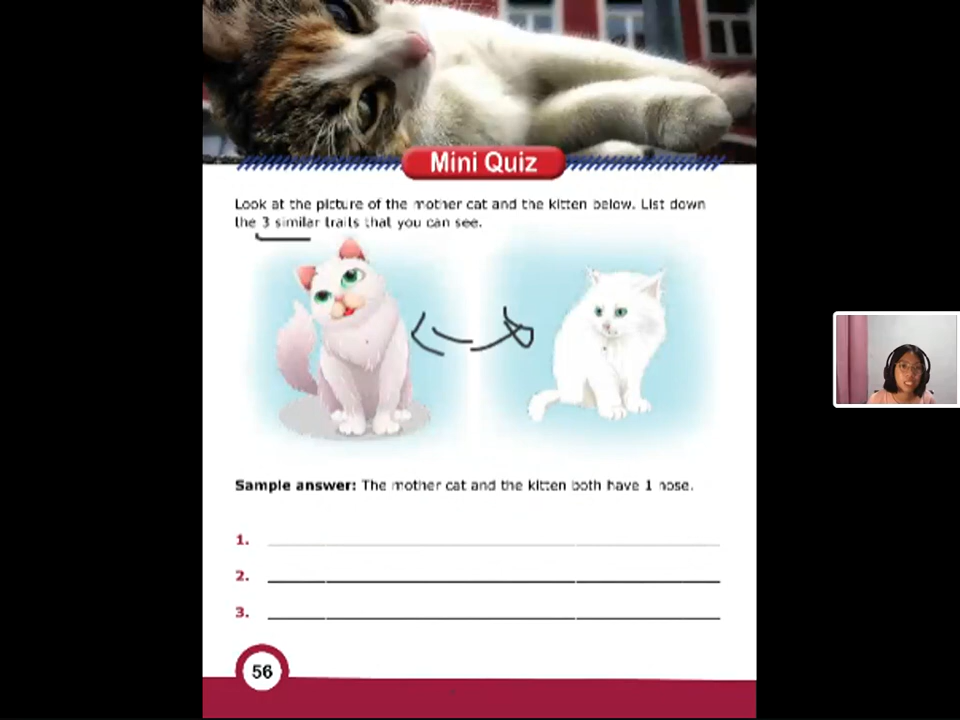 Mini Quiz
Look at the picture of the mother cat and the kitten below. List down
the 3 similar traits that you can see.
Sample answer: The mother cat and the kitten both have 1 nose.
1.
2.
3.
56